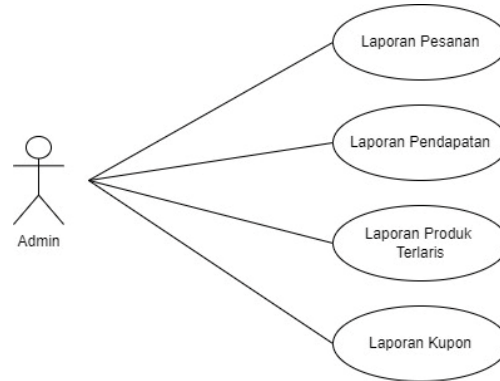 Laporan Pesanan
Laporan Pendapatan
Admin
Laporan Produk
Terlaris
Laporan Kupon